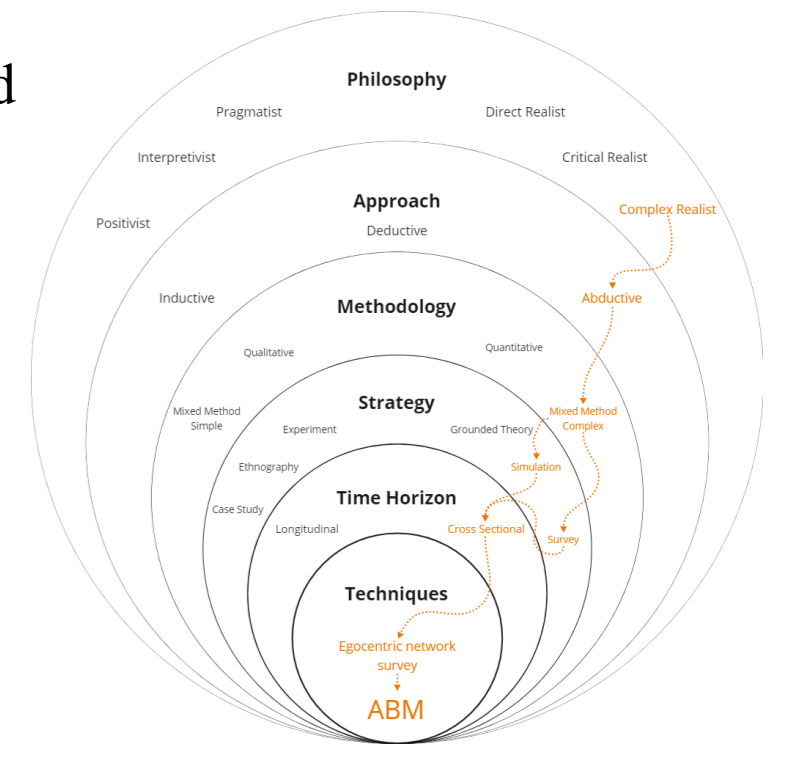 d
Philosophy
Pragmatist
Direct Realist
Interpretivist
Critical Realist
Approach
Complex Realist
Positivist
Deductive
Inductive
Abductive
Methodology
Qualitative
Quantitative
Strategy
Mixed Method
Simple
Mixed Method
Complex
Experiment
Grounded Theory
Ethnography
Simulation
Time Horizon
Case Study
Longitudinal
Cross Sectional
Survey
Techniques
Egocentric network
survey
ABM